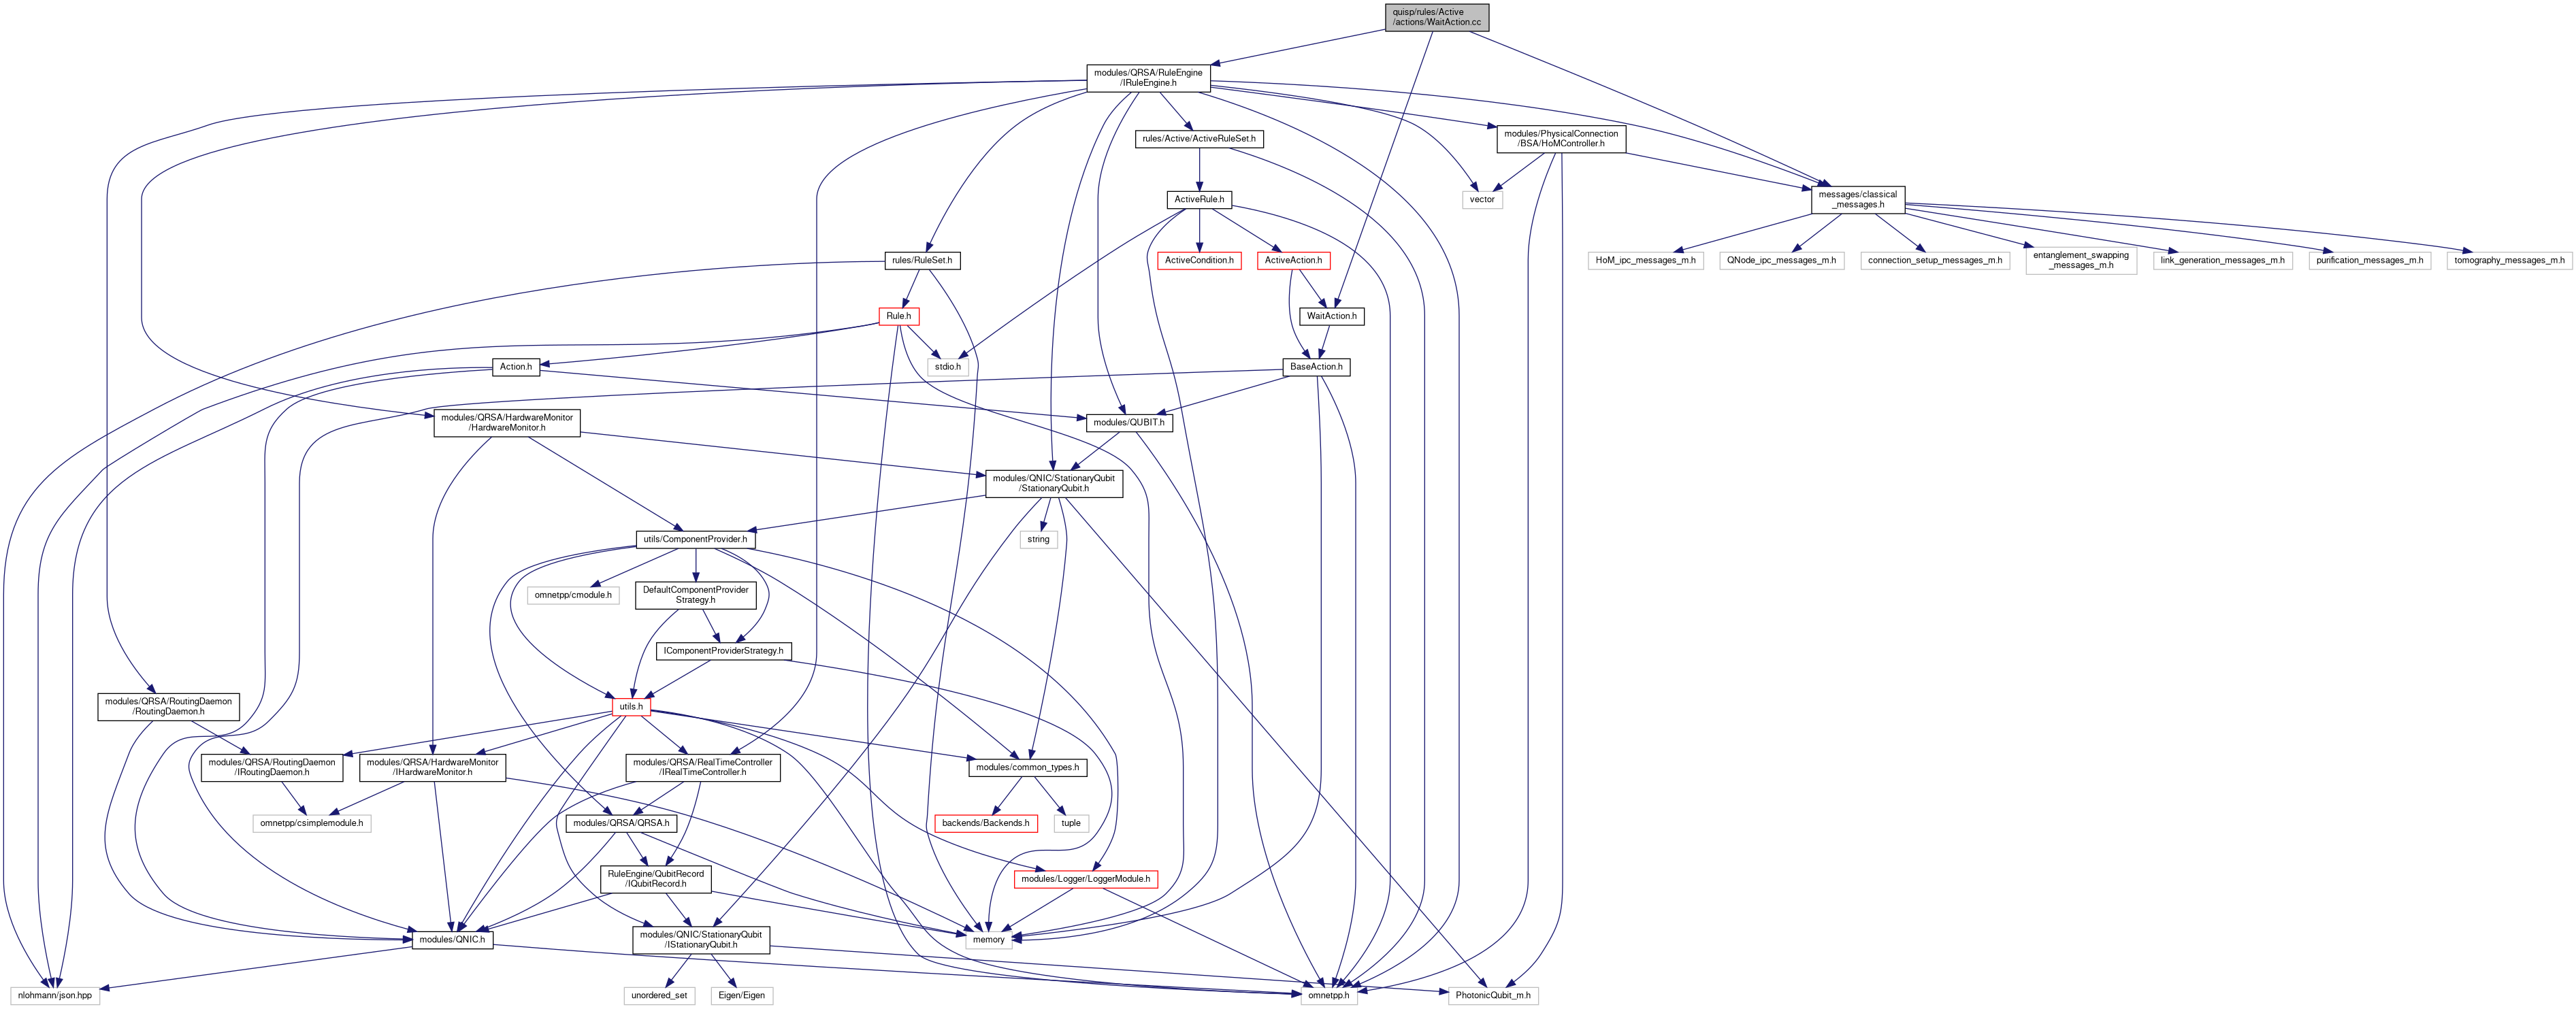 quisp/rules/Active
/actions/WaitAction.cc
modules/QRSA/RuleEngine
/IRuleEngine.h
rules/Active/ActiveRuleSet.h
modules/PhysicalConnection
/BSA/HoMController.h
ActiveRule.h
vector
messages/classical
_messages.h
rules/RuleSet.h
ActiveCondition.h
ActiveAction.h
HoM_ipc_messages_m.h
QNode_ipc_messages_m.h
connection_setup_messages_m.h
entanglement_swapping
_messages_m.h
link_generation_messages_m.h
purification_messages_m.h
tomography_messages_m.h
Rule.h
WaitAction.h
Action.h
stdio.h
BaseAction.h
modules/QRSA/HardwareMonitor
/HardwareMonitor.h
modules/QUBIT.h
modules/QNIC/StationaryQubit
/StationaryQubit.h
utils/ComponentProvider.h
string
omnetpp/cmodule.h
DefaultComponentProvider
Strategy.h
IComponentProviderStrategy.h
modules/QRSA/RoutingDaemon
/RoutingDaemon.h
utils.h
modules/QRSA/RoutingDaemon
/IRoutingDaemon.h
modules/QRSA/HardwareMonitor
/IHardwareMonitor.h
modules/QRSA/RealTimeController
/IRealTimeController.h
modules/common_types.h
omnetpp/csimplemodule.h
modules/QRSA/QRSA.h
backends/Backends.h
tuple
RuleEngine/QubitRecord
/IQubitRecord.h
modules/Logger/LoggerModule.h
modules/QNIC.h
modules/QNIC/StationaryQubit
/IStationaryQubit.h
memory
nlohmann/json.hpp
unordered_set
Eigen/Eigen
omnetpp.h
PhotonicQubit_m.h